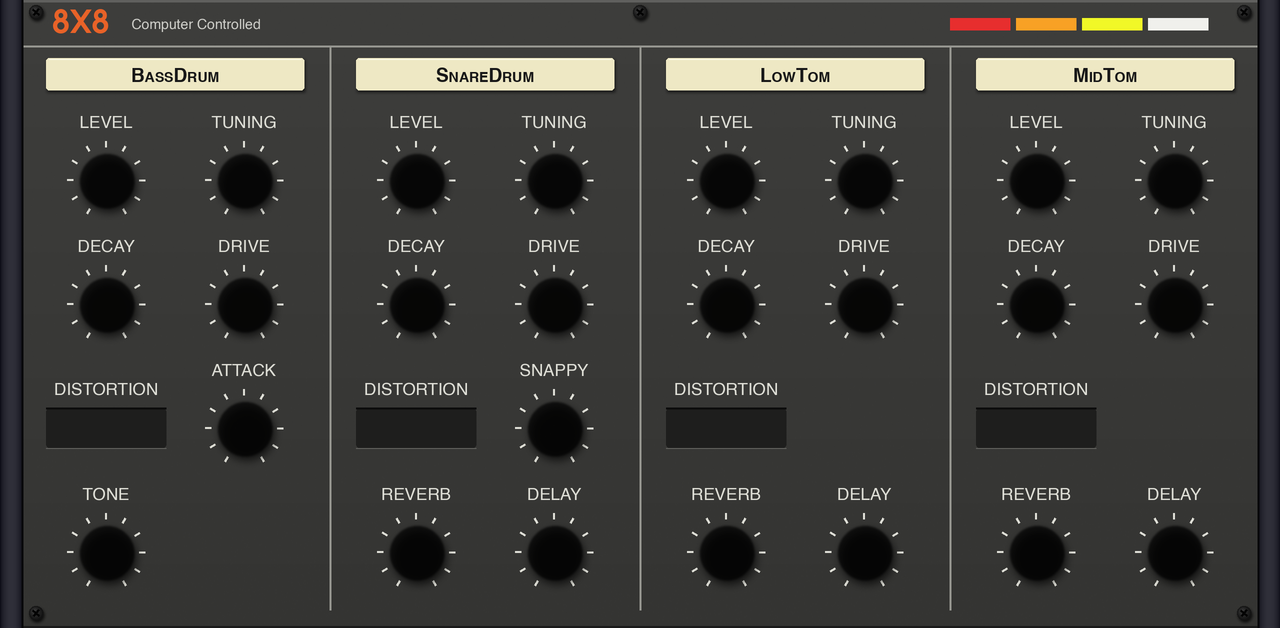 8X8 Computer Controlled
BassDrum
LEVEL TUNING
DECAY DRIVE
ATTACK
DISTORTION
TONE
SnareDrum
LEVEL TUNING
DECAY DRIVE
SNAPPY
DISTORTION
REVERB DELAY
LowTom
LEVEL TUNING
DECAY DRIVE
DISTORTION
REVERB DELAY
MidTom
LEVEL TUNING
DECAY DRIVE
DISTORTION
REVERB DELAY